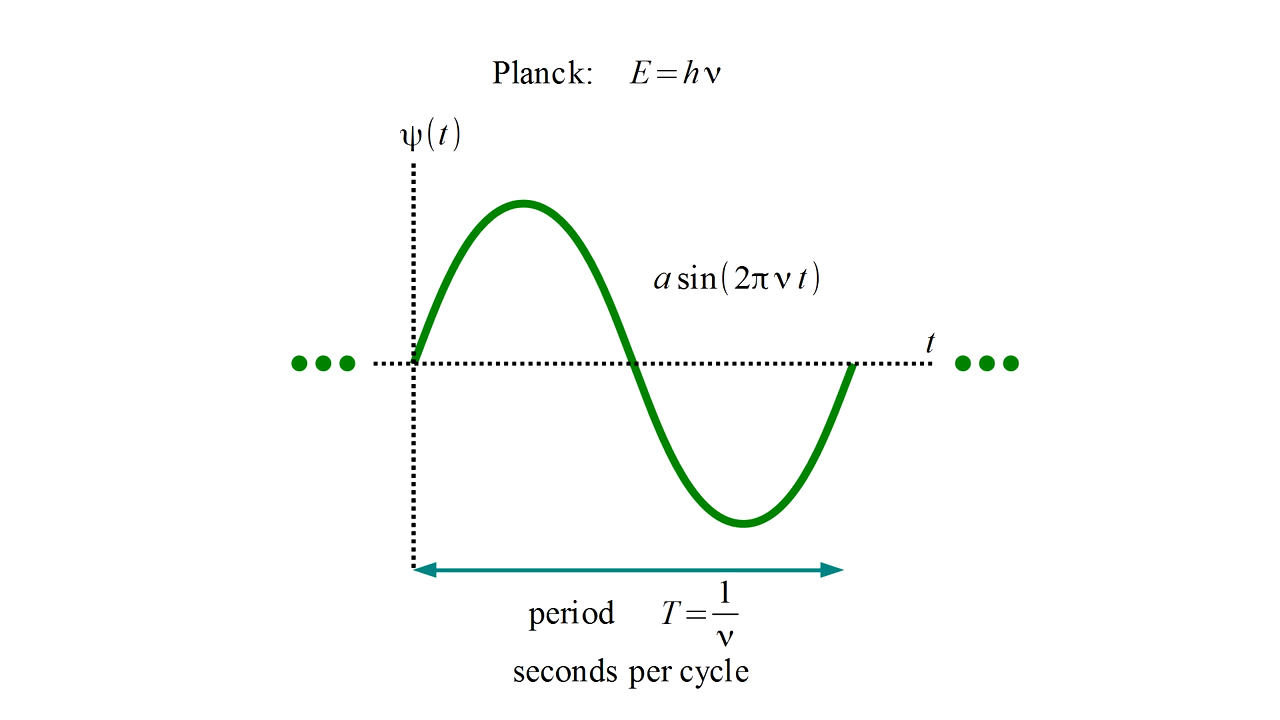 Planck: E=hν
ψ(t)
a sin(2πνt)
t
period T=1/ν
seconds per cycle